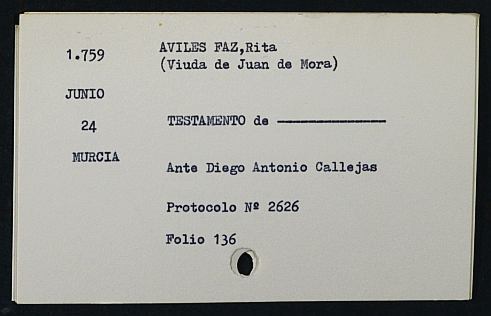 1.759 AVILES FAZ,Rita
(Viuda de Juan de Mora)
JUNIO
24 TESTAMENTO de ————————
MURCIA
Ante Diego Antonio Callejas
Protocolo Nº 2626
Folio 136